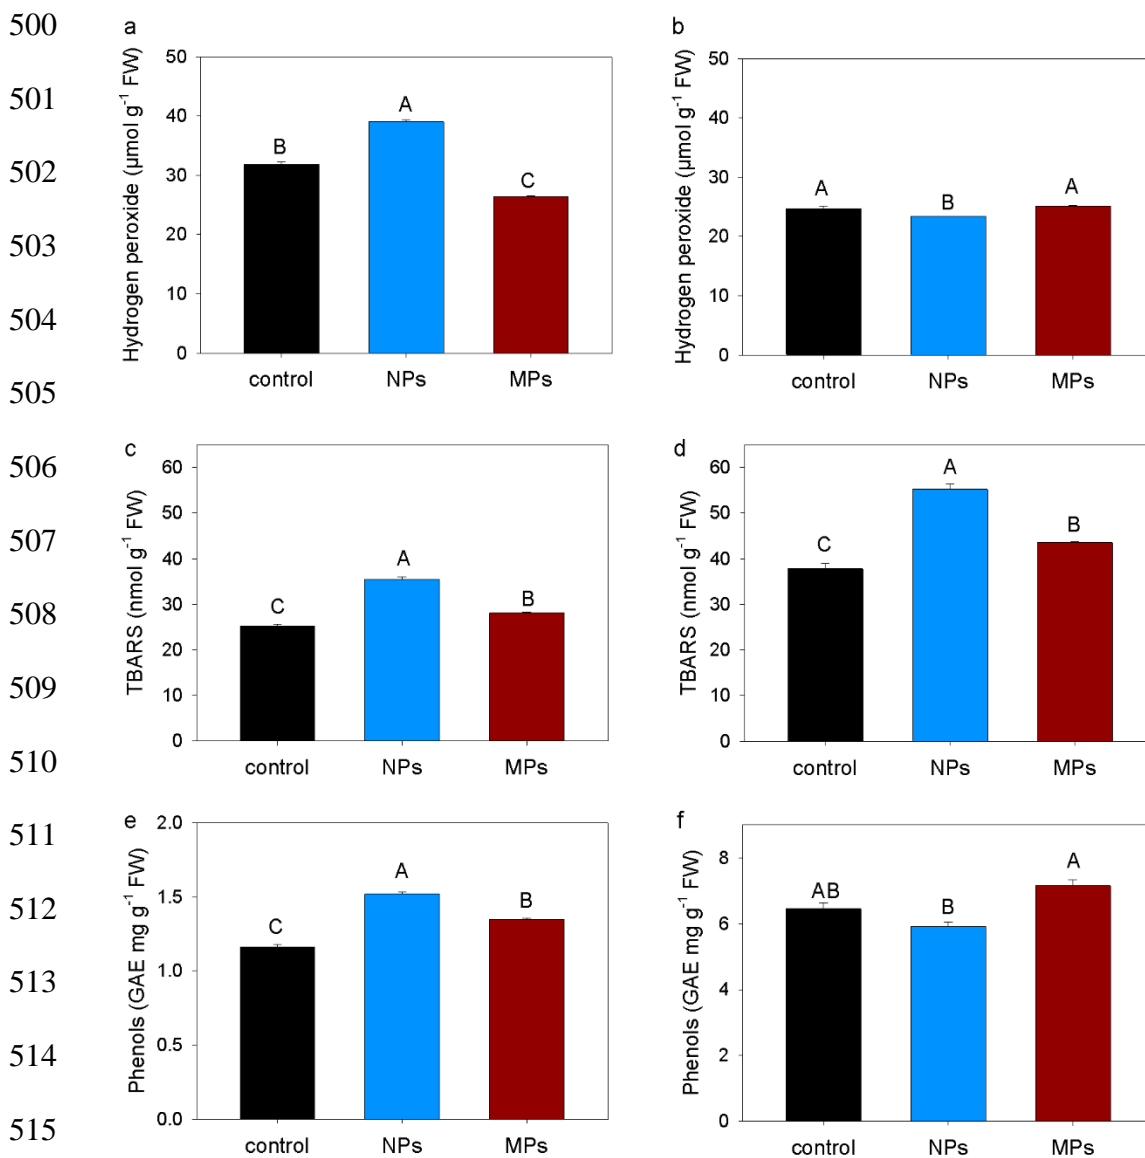 500
501
502
503
504
505
506
507
508
509
510
511
512
513
514
515
a
Hydrogen peroxide (µmol g⁻¹ FW)
50
40
30
20
10
0
B
A
C
control NPs MPs
b
Hydrogen peroxide (µmol g⁻¹ FW)
50
40
30
20
10
0
A
B
A
control NPs MPs
c
TBARS (nmol g⁻¹ FW)
60
50
40
30
20
10
0
C
A
B
control NPs MPs
d
TBARS (nmol g⁻¹ FW)
60
50
40
30
20
10
0
C
A
B
control NPs MPs
e
Phenols (GAE mg g⁻¹ FW)
2.0
1.5
1.0
0.5
0.0
C
A
B
control NPs MPs
f
Phenols (GAE mg g⁻¹ FW)
8
6
4
2
0
AB
B
A
control NPs MPs